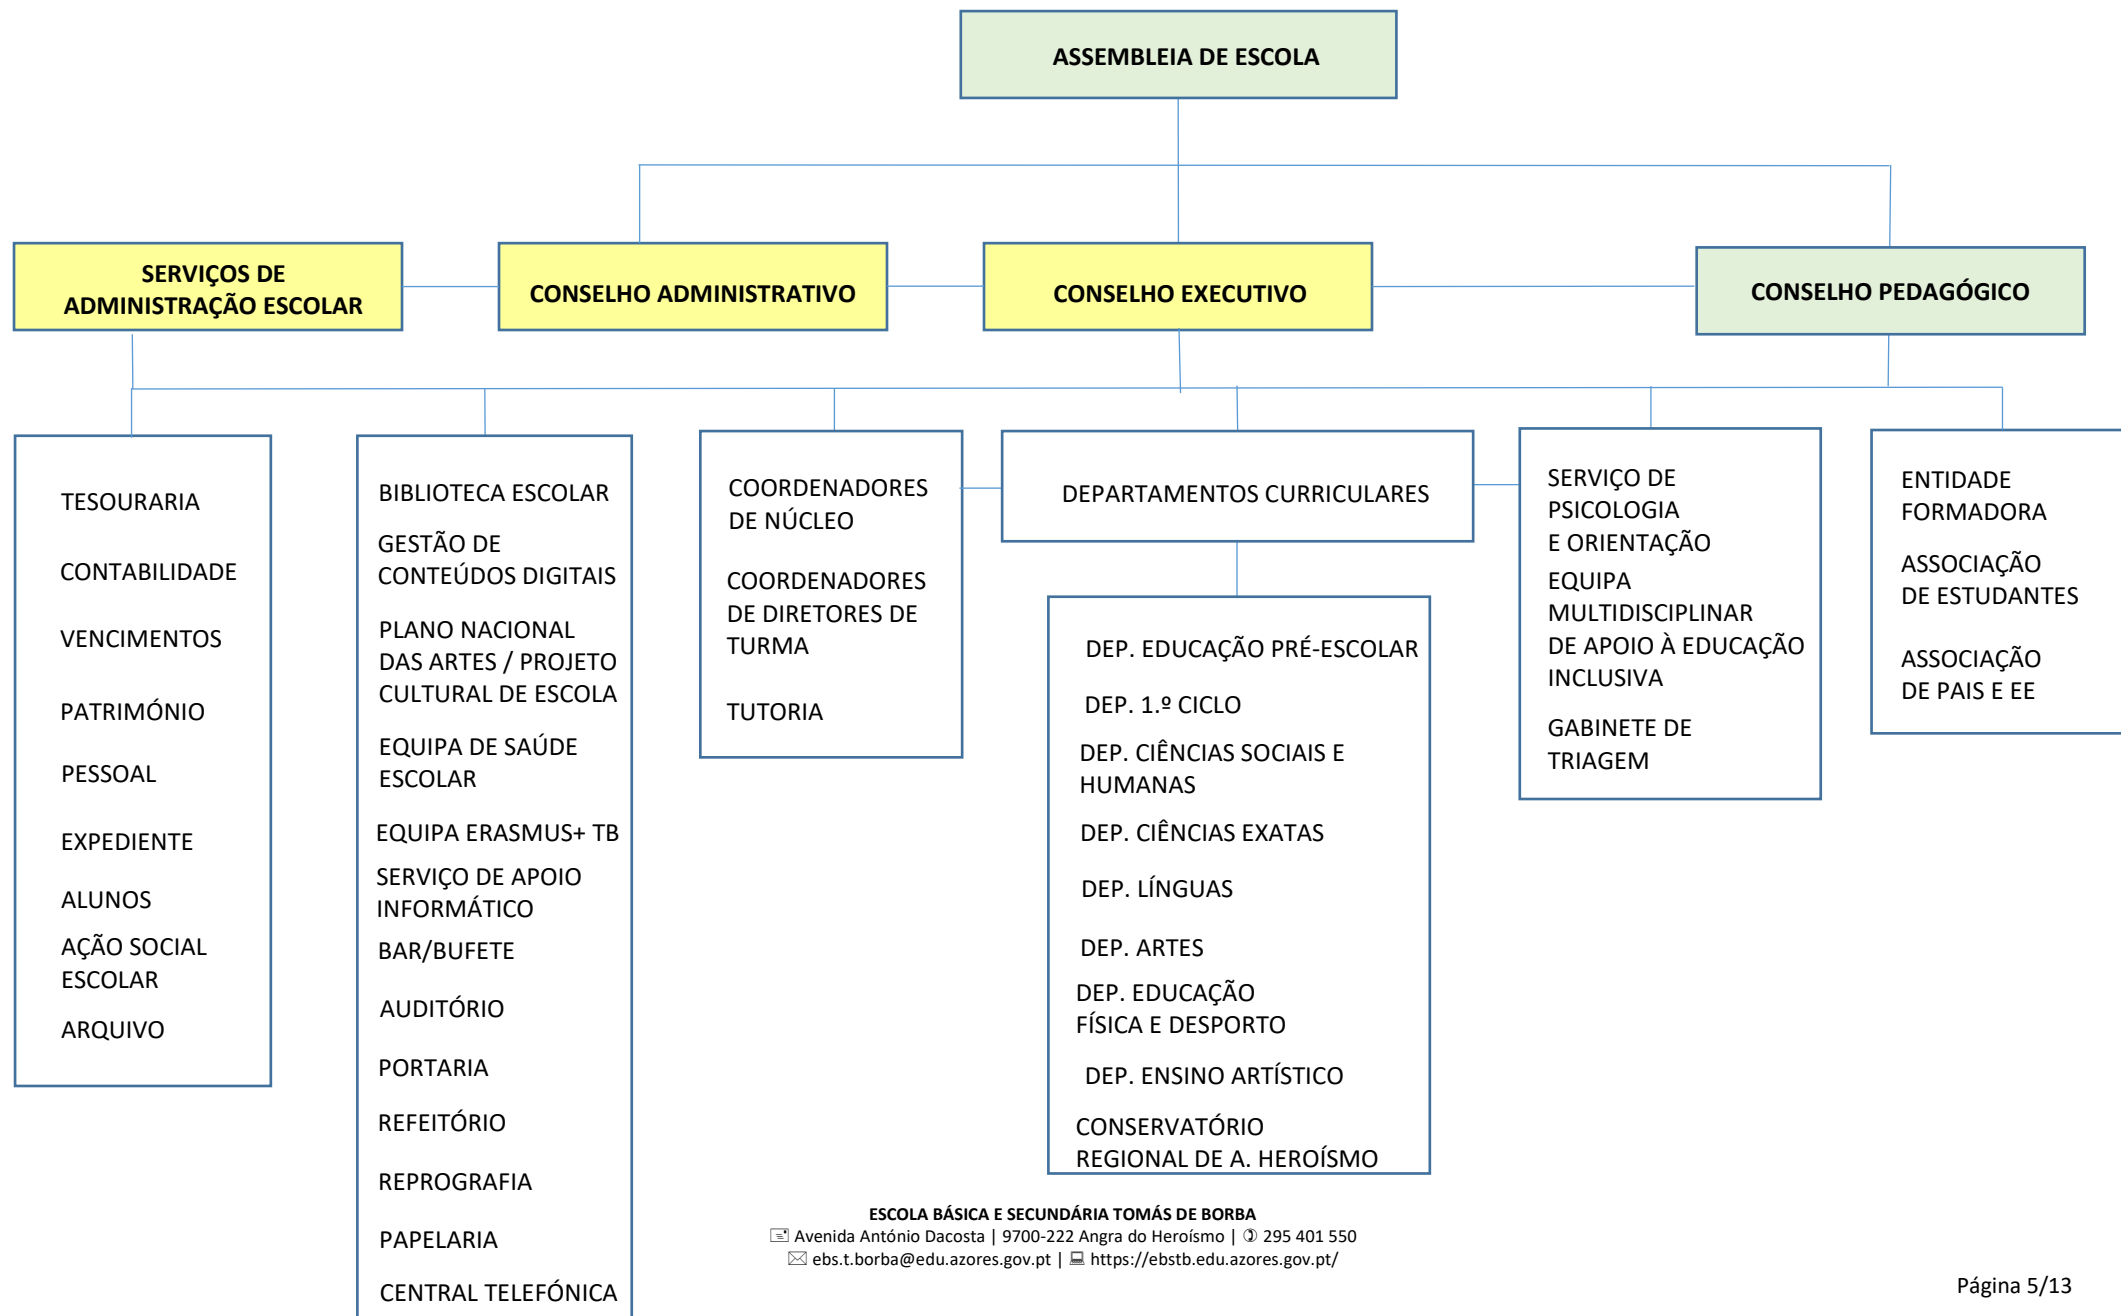 ASSEMBLEIA DE ESCOLA
SERVIÇOS DE
ADMINISTRAÇÃO ESCOLAR
CONSELHO ADMINISTRATIVO
CONSELHO EXECUTIVO
CONSELHO PEDAGÓGICO
TESOURARIA
CONTABILIDADE
VENCIMENTOS
PATRIMÓNIO
PESSOAL
EXPEDIENTE
ALUNOS
AÇÃO SOCIAL
ESCOLAR
ARQUIVO
BIBLIOTECA ESCOLAR
GESTÃO DE
CONTEÚDOS DIGITAIS
PLANO NACIONAL
DAS ARTES / PROJETO
CULTURAL DE ESCOLA
EQUIPA DE SAÚDE
ESCOLAR
EQUIPA ERASMUS+ TB
SERVIÇO DE APOIO
INFORMÁTICO
BAR/BUFETE
AUDITÓRIO
PORTARIA
REFEITÓRIO
REPROGRAFIA
PAPELARIA
CENTRAL TELEFÓNICA
COORDENADORES
DE NÚCLEO
COORDENADORES
DE DIRETORES DE
TURMA
TUTORIA
DEPARTAMENTOS CURRICULARES
DEP. EDUCAÇÃO PRÉ-ESCOLAR
DEP. 1.º CICLO
DEP. CIÊNCIAS SOCIAIS E
HUMANAS
DEP. CIÊNCIAS EXATAS
DEP. LÍNGUAS
DEP. ARTES
DEP. EDUCAÇÃO
FÍSICA E DESPORTO
DEP. ENSINO ARTÍSTICO
CONSERVATÓRIO
REGIONAL DE A. HEROÍSMO
SERVIÇO DE
PSICOLOGIA
E ORIENTAÇÃO
EQUIPA
MULTIDISCIPLINAR
DE APOIO À EDUCAÇÃO
INCLUSIVA
GABINETE DE
TRIAGEM
ENTIDADE
FORMADORA
ASSOCIAÇÃO
DE ESTUDANTES
ASSOCIAÇÃO
DE PAIS E EE
ESCOLA BÁSICA E SECUNDÁRIA TOMÁS DE BORBA
Avenida António Dacosta | 9700-222 Angra do Heroísmo | 295 401 550
ebs.t.borba@edu.azores.gov.pt | https://ebstb.edu.azores.gov.pt/
Página 5/13